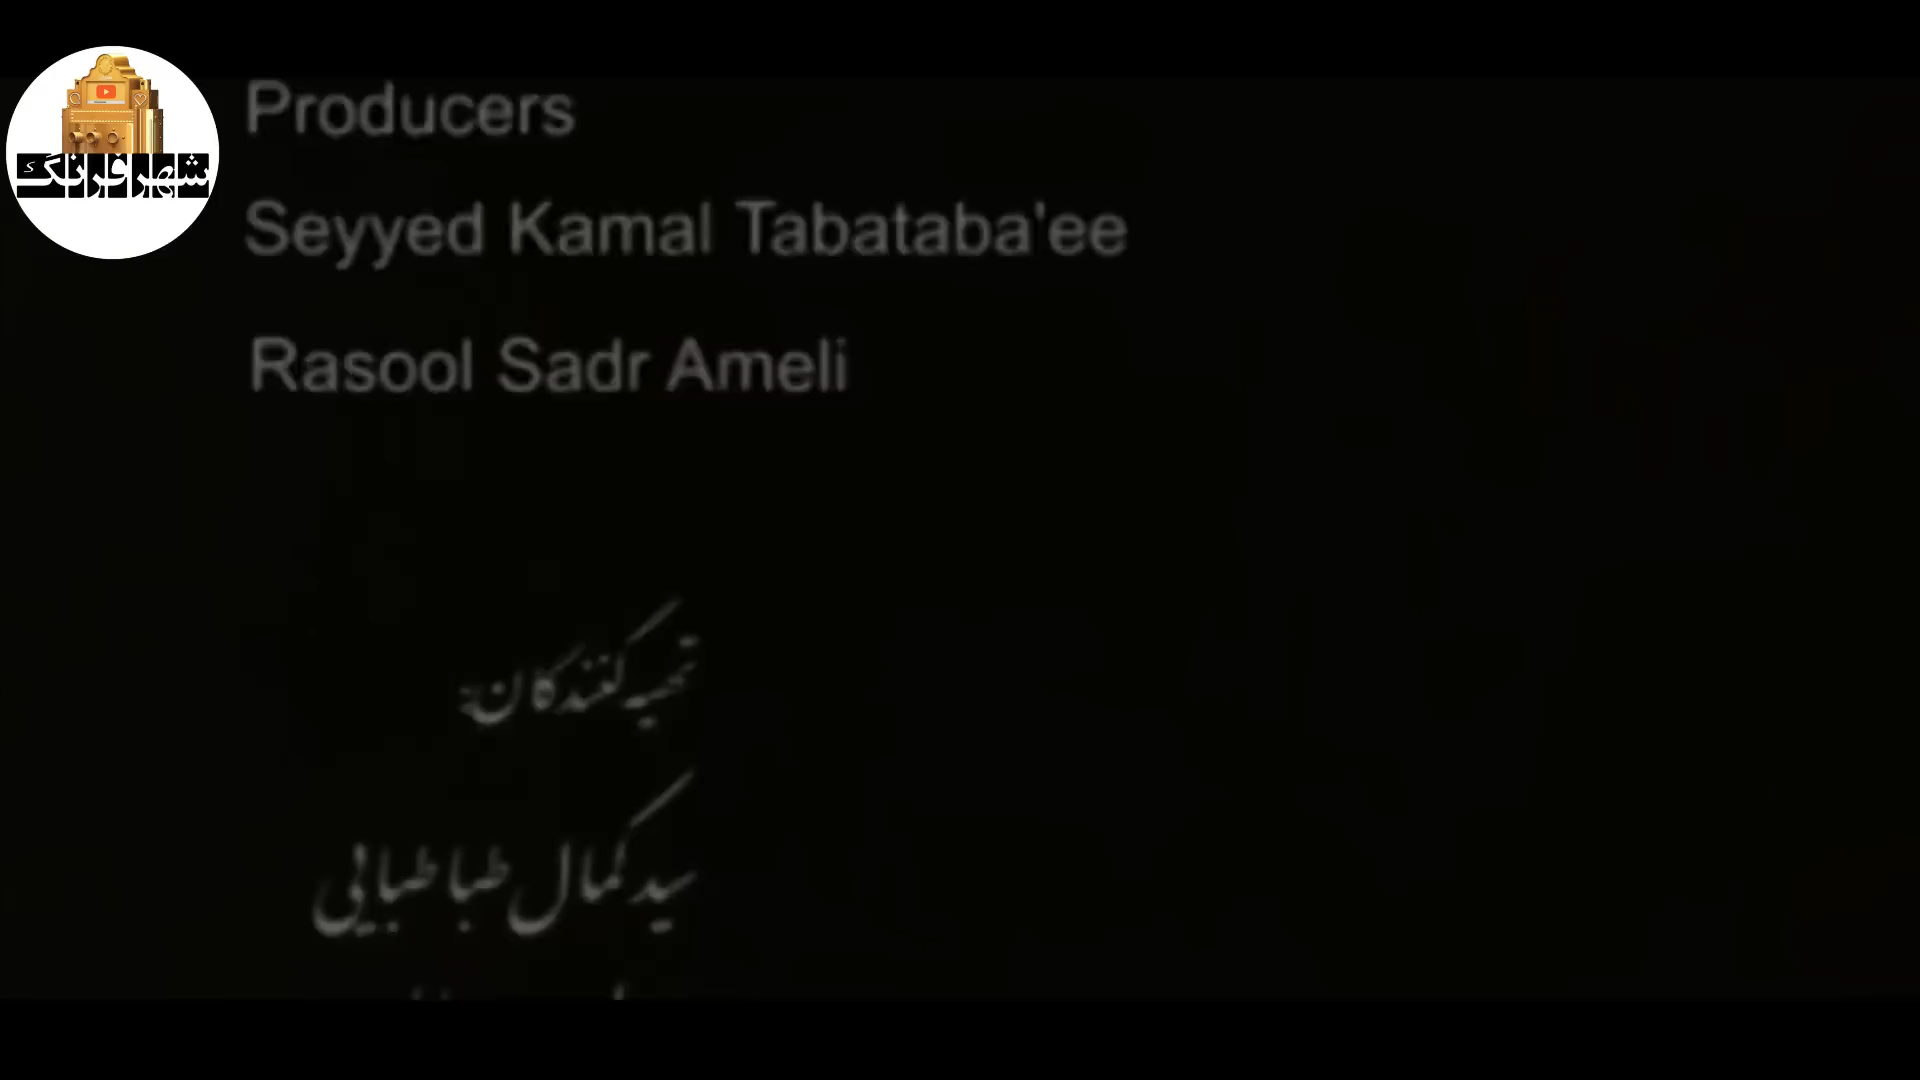 شهر فرنگ
Producers
Seyyed Kamal Tabataba'ee
Rasool Sadr Ameli
تهیه کنندگان:
سید کمال طباطبایی